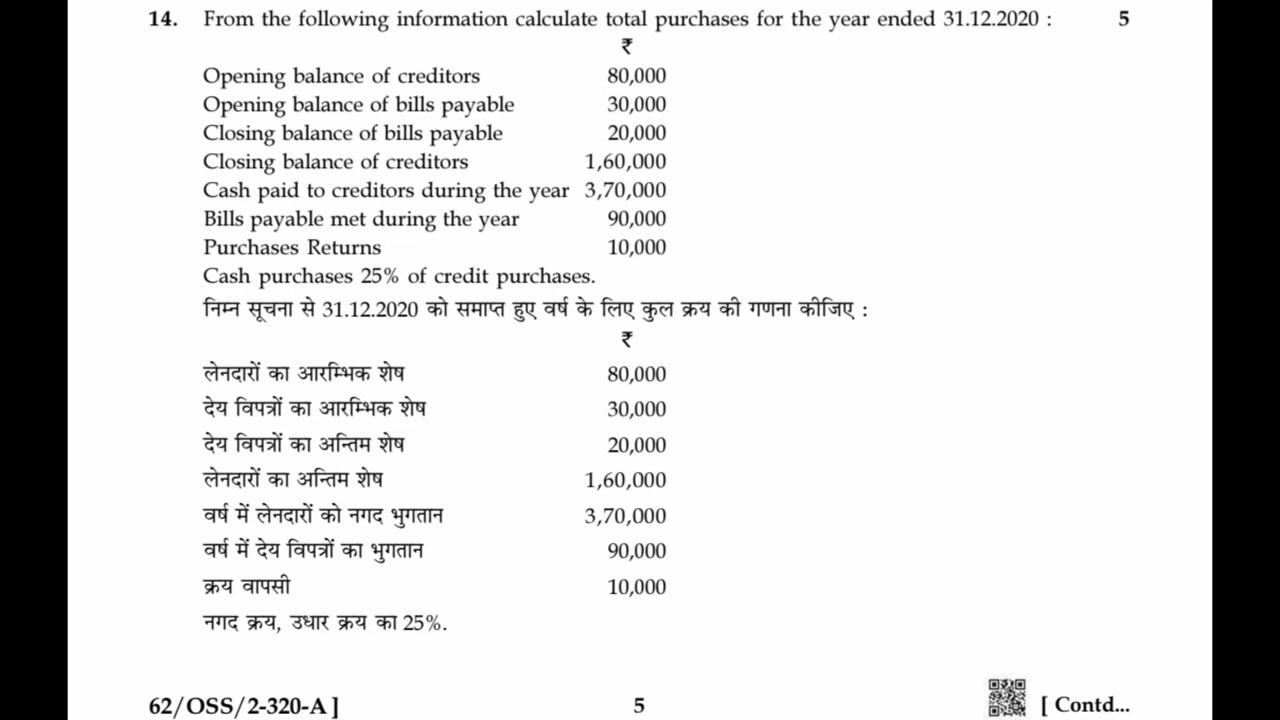 14. From the following information calculate total purchases for the year ended 31.12.2020 : 5
₹
Opening balance of creditors 80,000
Opening balance of bills payable 30,000
Closing balance of bills payable 20,000
Closing balance of creditors 1,60,000
Cash paid to creditors during the year 3,70,000
Bills payable met during the year 90,000
Purchases Returns 10,000
Cash purchases 25% of credit purchases.
निम्न सूचना से 31.12.2020 को समाप्त हुए वर्ष के लिए कुल क्रय की गणना कीजिए :
₹
लेनदारों का आरम्भिक शेष 80,000
देय विपत्रों का आरम्भिक शेष 30,000
देय विपत्रों का अन्तिम शेष 20,000
लेनदारों का अन्तिम शेष 1,60,000
वर्ष में लेनदारों को नगद भुगतान 3,70,000
वर्ष में देय विपत्रों का भुगतान 90,000
क्रय वापसी 10,000
नगद क्रय, उधार क्रय का 25%.
62/OSS/2-320-A ] 5 [ Contd...